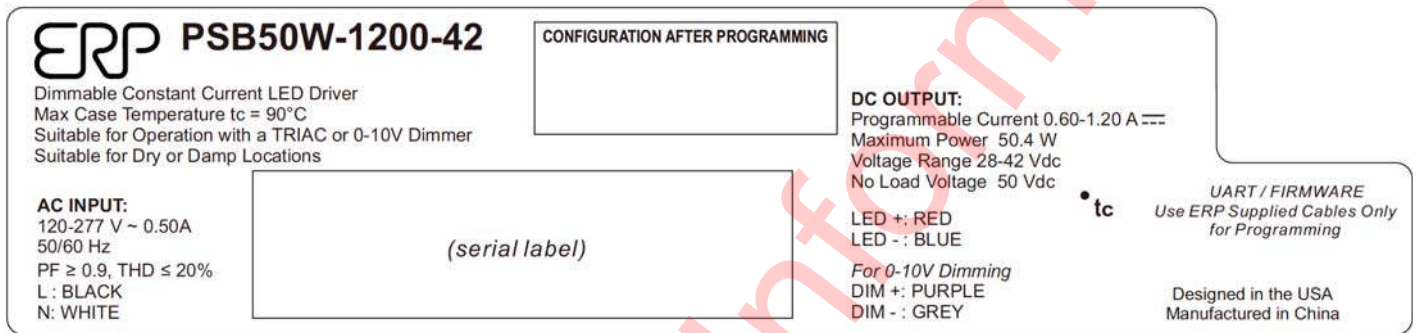 ERP PSB50W-1200-42
Dimmable Constant Current LED Driver
Max Case Temperature tc = 90°C
Suitable for Operation with a TRIAC or 0-10V Dimmer
Suitable for Dry or Damp Locations
CONFIGURATION AFTER PROGRAMMING
AC INPUT:
120-277 V ~ 0.50A
50/60 Hz
PF ≥ 0.9, THD ≤ 20%
L : BLACK
N: WHITE
(serial label)
DC OUTPUT:
Programmable Current 0.60-1.20 A ⎓
Maximum Power 50.4 W
Voltage Range 28-42 Vdc
No Load Voltage 50 Vdc
LED +: RED
LED - : BLUE
For 0-10V Dimming
DIM +: PURPLE
DIM - : GREY
• tc
UART / FIRMWARE
Use ERP Supplied Cables Only
for Programming
Designed in the USA
Manufactured in China
Inform